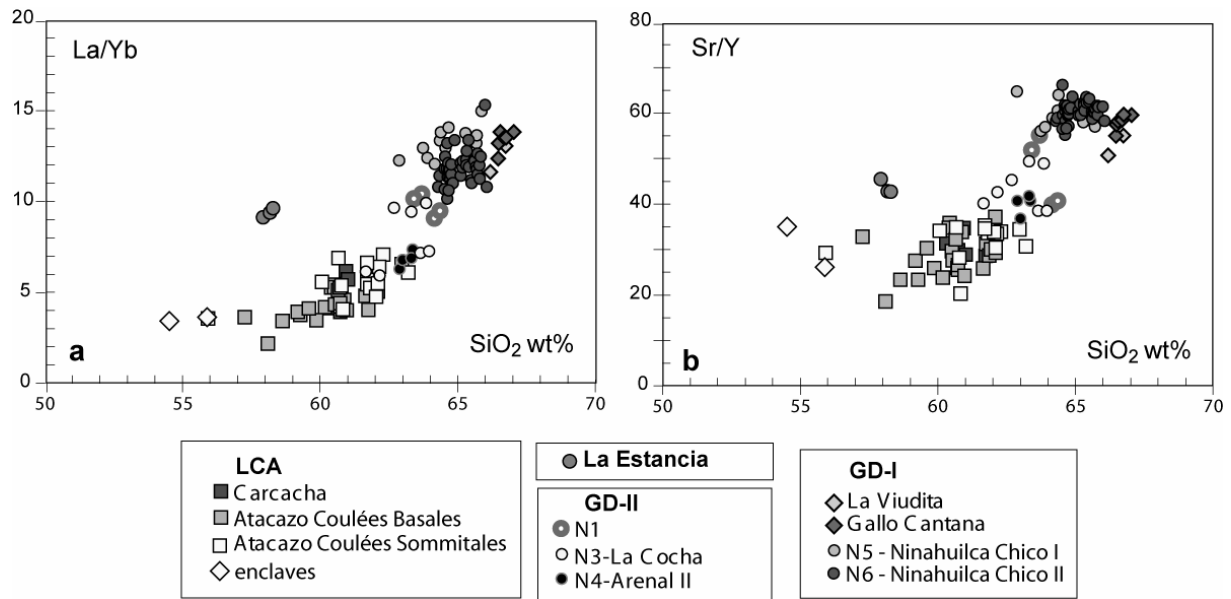 20
15
10
5
0
La/Yb
a
SiO2 wt%
50
55
60
65
70
80
60
40
20
0
Sr/Y
b
SiO2 wt%
50
55
60
65
70
LCA
Carcacha
Atacazo Coulées Basales
Atacazo Coulées Sommitales
enclaves
La Estancia
GD-II
N1
N3-La Cocha
N4-Arenal II
GD-I
La Viudita
Gallo Cantana
N5 - Ninahuilca Chico I
N6 - Ninahuilca Chico II